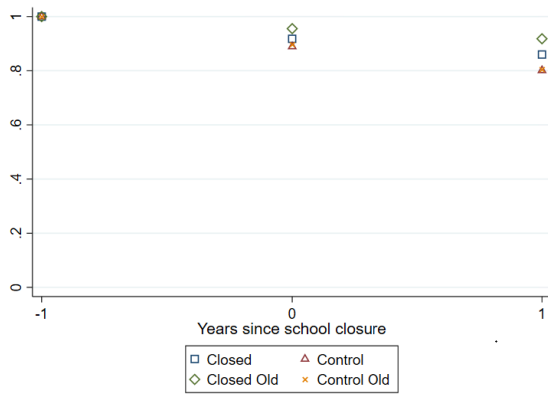 1
.8
.6
.4
.2
0
-1 0 1
Years since school closure
Closed Control
Closed Old Control Old